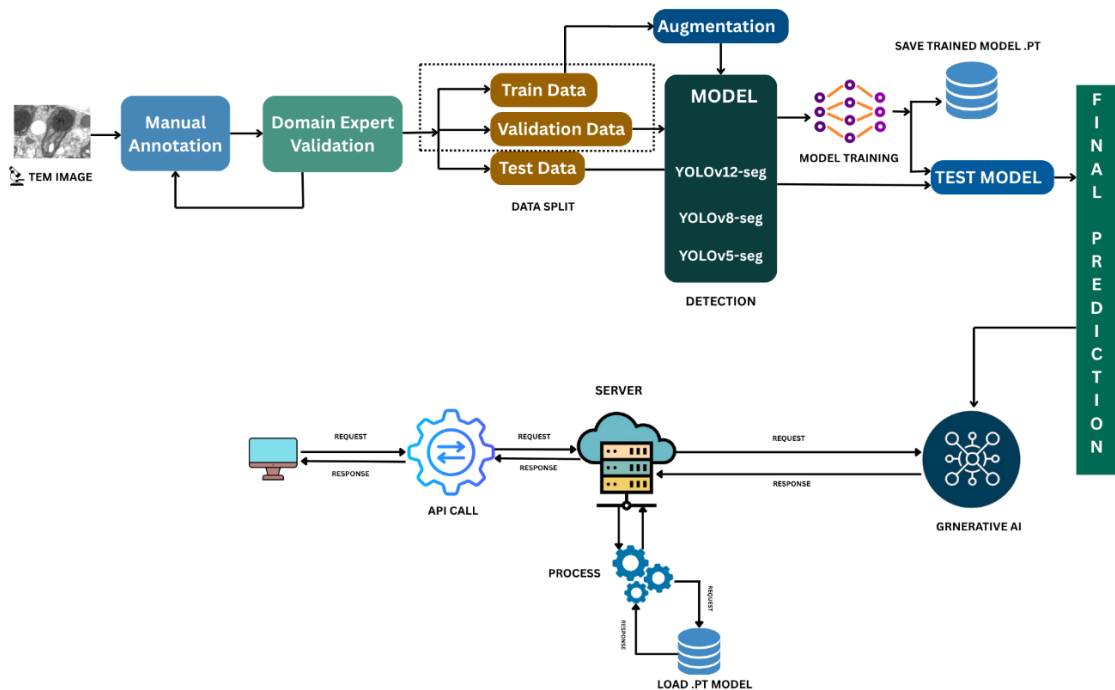 Augmentation
SAVE TRAINED MODEL .PT
Train Data
MODEL
Manual
Annotation
Domain Expert
Validation
Validation Data
MODEL TRAINING
TEM IMAGE
Test Data
YOLOv12-seg
TEST MODEL
DATA SPLIT
YOLOv8-seg
YOLOv5-seg
DETECTION
FINAL PREDICTION
SERVER
REQUEST
RESPONSE
REQUEST
RESPONSE
REQUEST
RESPONSE
API CALL
GRNERATIVE AI
PROCESS
REQUEST
RESPONSE
LOAD .PT MODEL